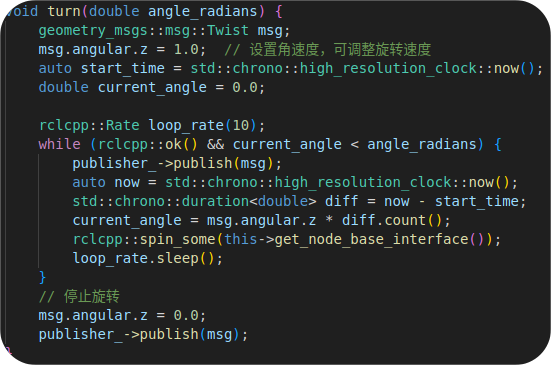 void turn(double angle_radians) {
    geometry_msgs::msg::Twist msg;
    msg.angular.z = 1.0;  // 设置角速度，可调整旋转速度
    auto start_time = std::chrono::high_resolution_clock::now();
    double current_angle = 0.0;

    rclcpp::Rate loop_rate(10);
    while (rclcpp::ok() && current_angle < angle_radians) {
        publisher_->publish(msg);
        auto now = std::chrono::high_resolution_clock::now();
        std::chrono::duration<double> diff = now - start_time;
        current_angle = msg.angular.z * diff.count();
        rclcpp::spin_some(this->get_node_base_interface());
        loop_rate.sleep();
    }
    // 停止旋转
    msg.angular.z = 0.0;
    publisher_->publish(msg);
}